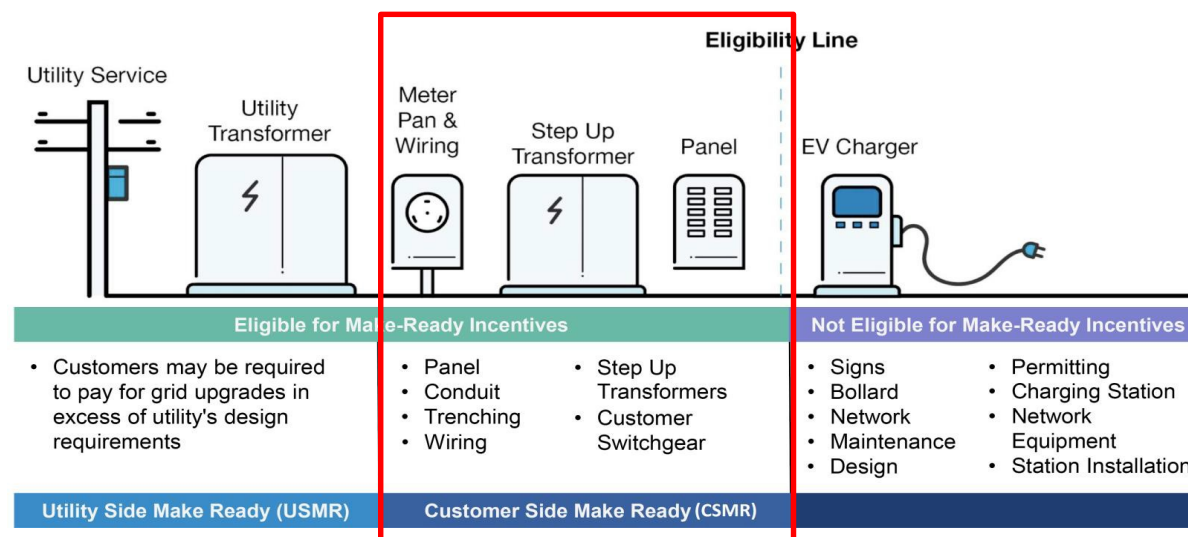 Eligibility Line
Utility Service
Utility
Transformer
Meter
Pan &
Wiring
Step Up
Transformer
Panel
EV Charger
Eligible for Make-Ready Incentives
Not Eligible for Make-Ready Incentives
• Customers may be required
to pay for grid upgrades in
excess of utility's design
requirements
• Panel
• Conduit
• Trenching
• Wiring
• Step Up
Transformers
• Customer
Switchgear
• Signs
• Bollard
• Network
• Maintenance
• Design
• Permitting
• Charging Station
• Network
Equipment
• Station Installation
Utility Side Make Ready (USMR)
Customer Side Make Ready (CSMR)